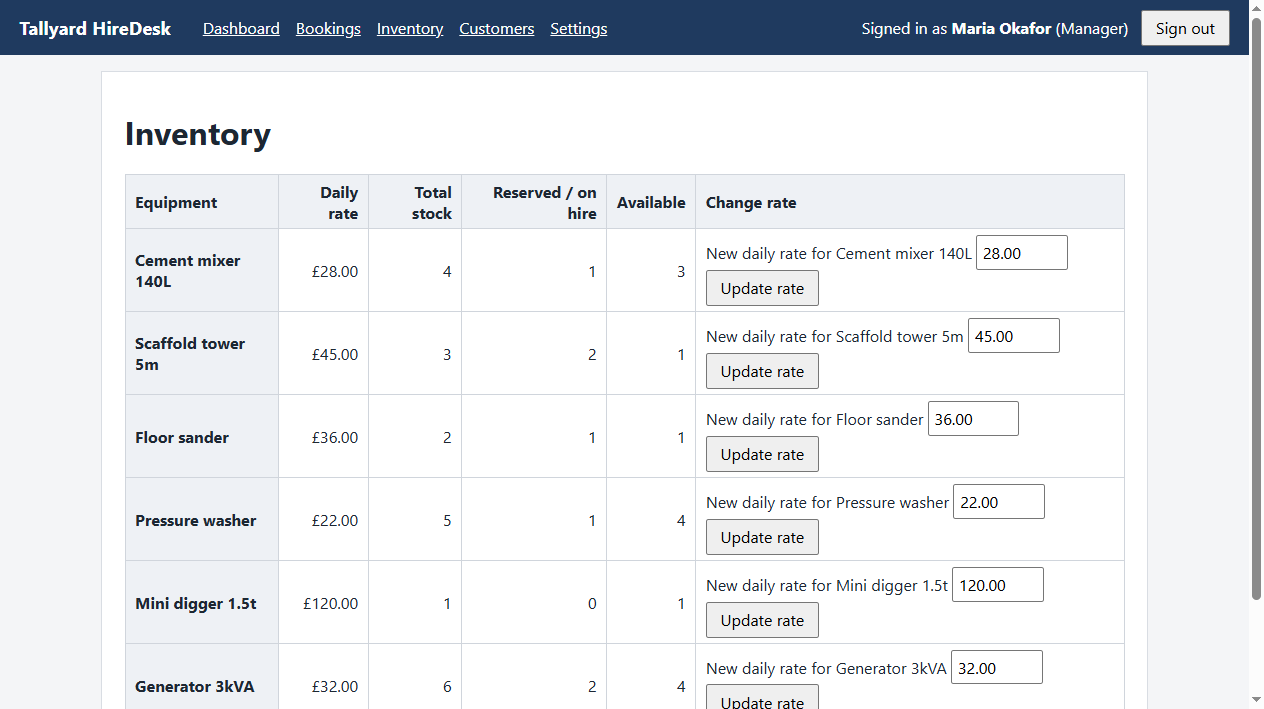 Tallyard HireDesk Dashboard Bookings Inventory Customers Settings Signed in as Maria Okafor (Manager) Sign out
Inventory
Equipment Daily rate Total stock Reserved / on hire Available Change rate
Cement mixer 140L £28.00 4 1 3 New daily rate for Cement mixer 140L 28.00
Update rate
Scaffold tower 5m £45.00 3 2 1 New daily rate for Scaffold tower 5m 45.00
Update rate
Floor sander £36.00 2 1 1 New daily rate for Floor sander 36.00
Update rate
Pressure washer £22.00 5 1 4 New daily rate for Pressure washer 22.00
Update rate
Mini digger 1.5t £120.00 1 0 1 New daily rate for Mini digger 1.5t 120.00
Update rate
Generator 3kVA £32.00 6 2 4 New daily rate for Generator 3kVA 32.00
Update rate